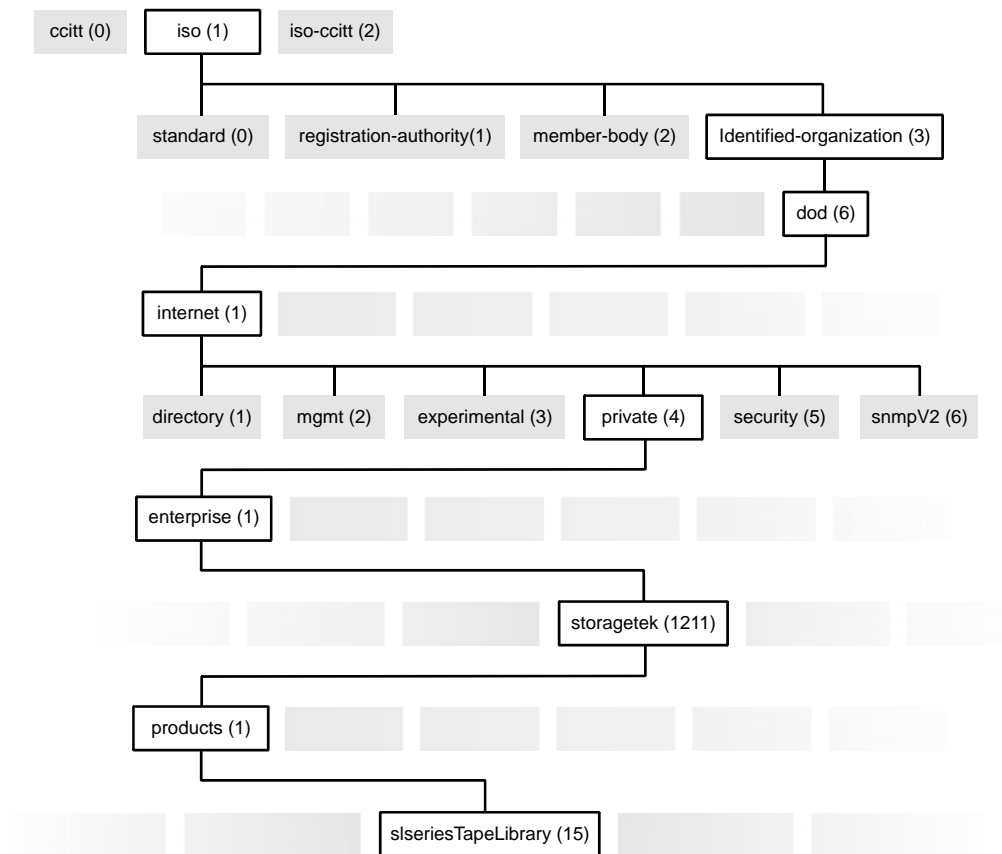 ccitt (0)
iso (1)
iso-ccitt (2)
standard (0)
registration-authority(1)
member-body (2)
Identified-organization (3)
dod (6)
internet (1)
directory (1)
mgmt (2)
experimental (3)
private (4)
security (5)
snmpV2 (6)
enterprise (1)
storagetek (1211)
products (1)
slseriesTapeLibrary (15)